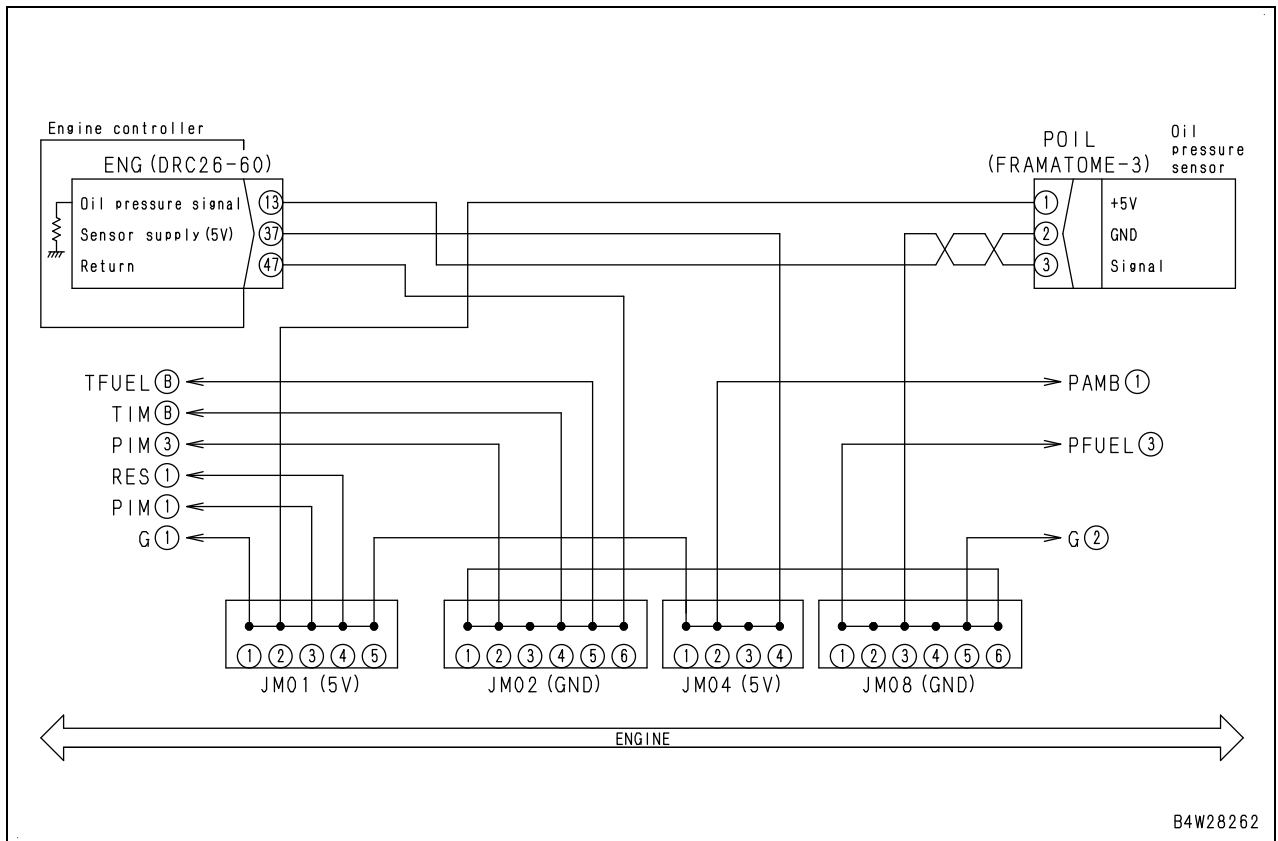 Engine controller
ENG (DRC26-60)
Oil pressure signal 13
Sensor supply (5V) 37
Return 47
POIL
(FRAMATOME-3)
Oil
pressure
sensor
1 +5V
2 GND
3 Signal
TFUEL B
TIM B
PIM 3
RES 1
PIM 1
G 1
PAMB 1
PFUEL 3
G 2
1 2 3 4 5
JM01 (5V)
1 2 3 4 5 6
JM02 (GND)
1 2 3 4
JM04 (5V)
1 2 3 4 5 6
JM08 (GND)
ENGINE
B4W28262